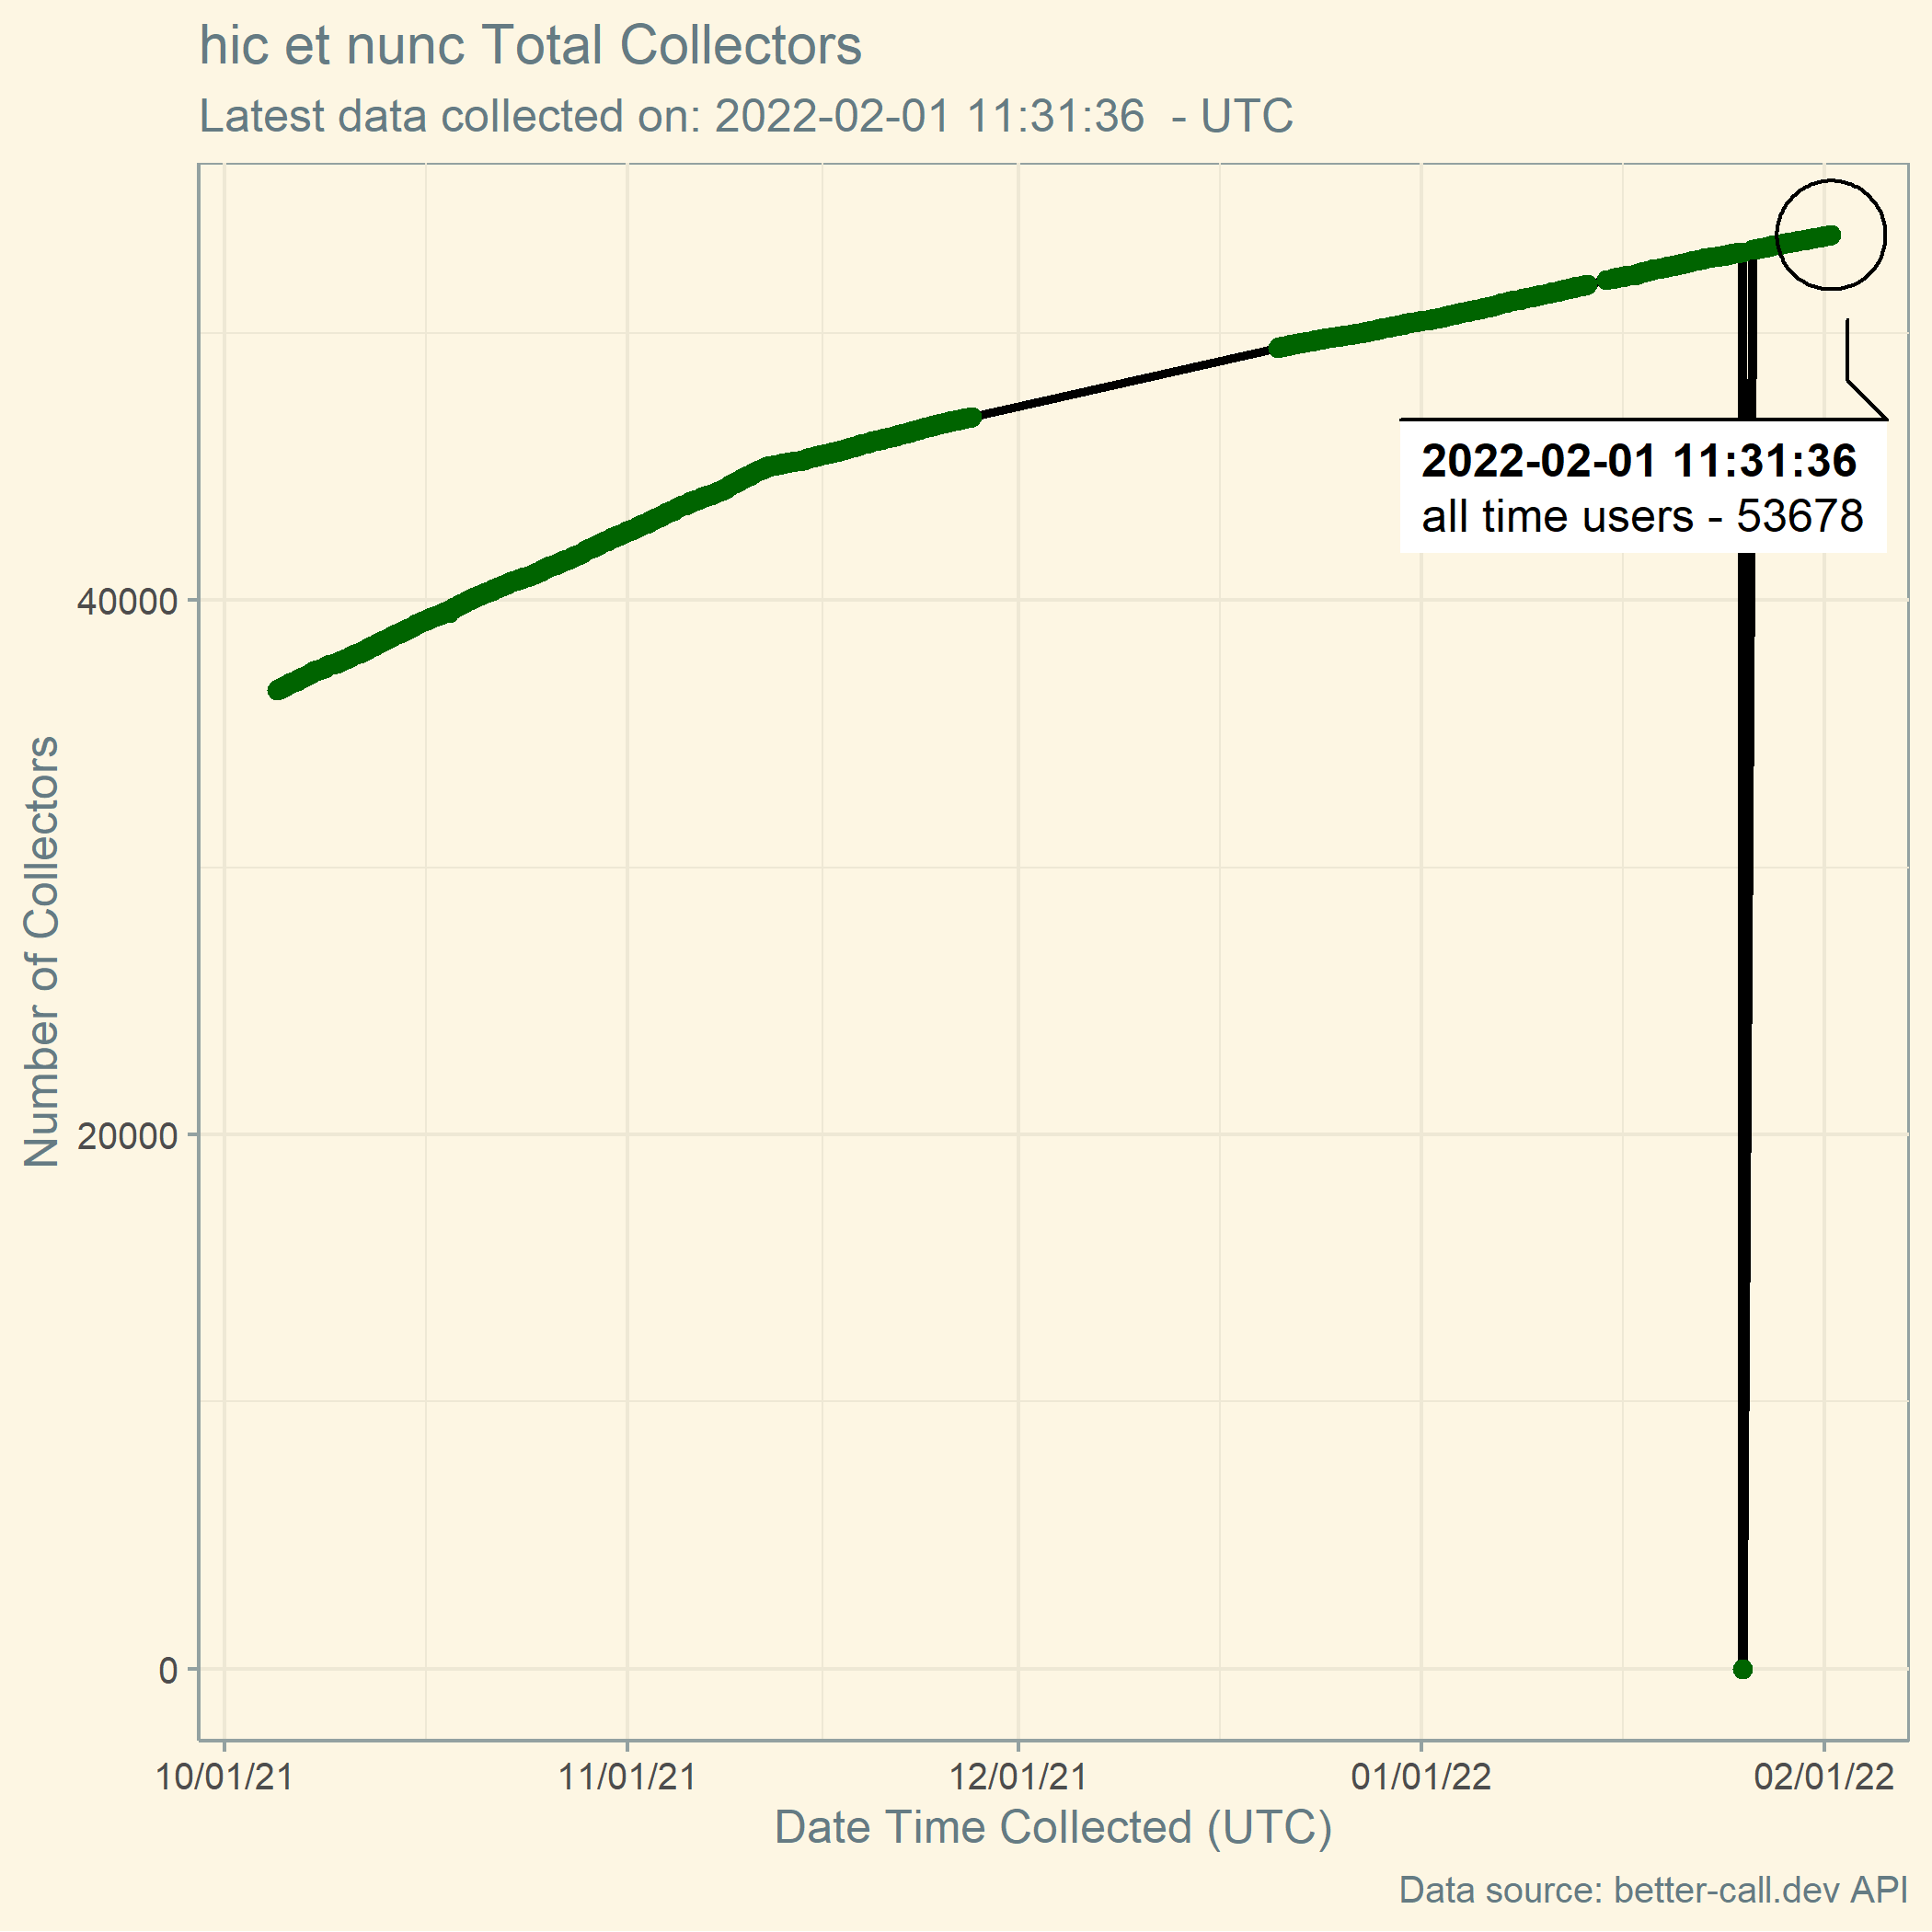 hic et nunc Total Collectors
Latest data collected on: 2022-02-01 11:31:36  - UTC
2022-02-01 11:31:36
all time users - 53678
Number of Collectors
40000
20000
0
10/01/21
11/01/21
12/01/21
01/01/22
02/01/22
Date Time Collected (UTC)
Data source: better-call.dev API